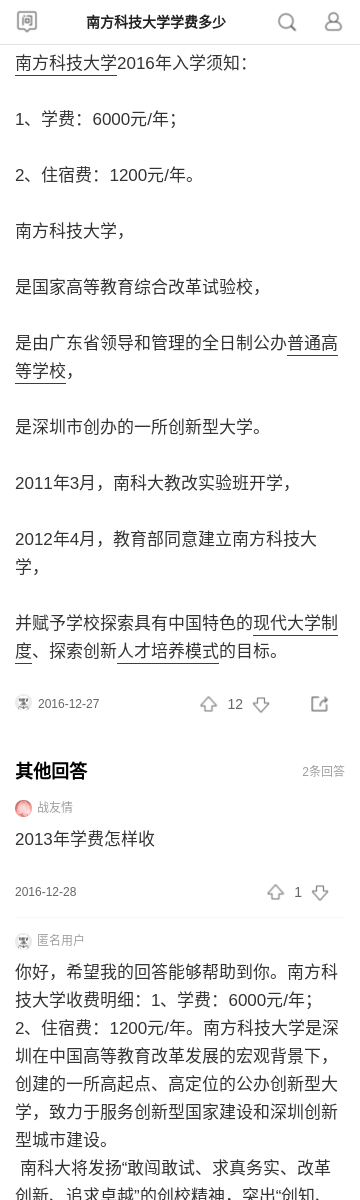 问
南方科技大学学费多少
南方科技大学2016年入学须知：
1、学费：6000元/年；
2、住宿费：1200元/年。
南方科技大学，
是国家高等教育综合改革试验校，
是由广东省领导和管理的全日制公办普通高
等学校，
是深圳市创办的一所创新型大学。
2011年3月，南科大教改实验班开学，
2012年4月，教育部同意建立南方科技大
学，
并赋予学校探索具有中国特色的现代大学制
度、探索创新人才培养模式的目标。
2016-12-27
12
其他回答
2条回答
战友情
2013年学费怎样收
2016-12-28
1
匿名用户
你好，希望我的回答能够帮助到你。南方科
技大学收费明细：1、学费：6000元/年；
2、住宿费：1200元/年。南方科技大学是深
圳在中国高等教育改革发展的宏观背景下，
创建的一所高起点、高定位的公办创新型大
学，致力于服务创新型国家建设和深圳创新
型城市建设。
南科大将发扬“敢闯敢试、求真务实、改革
创新、追求卓越”的创校精神，突出“创知、